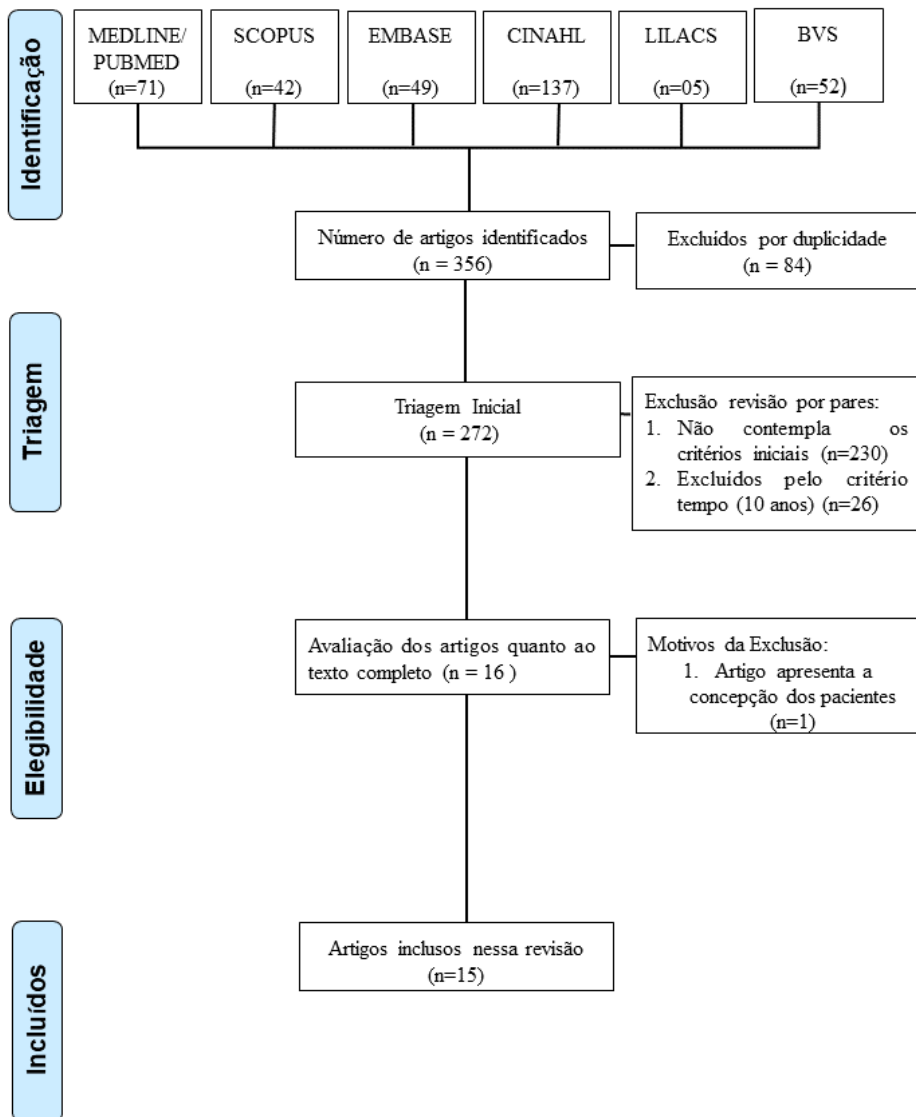 Identificação
MEDLINE/
PUBMED
(n=71)
SCOPUS
(n=42)
EMBASE
(n=49)
CINAHL
(n=137)
LILACS
(n=05)
BVS
(n=52)
Número de artigos identificados
(n = 356)
Excluídos por duplicidade
(n = 84)
Triagem
Triagem Inicial
(n = 272)
Exclusão revisão por pares:
1. Não contempla os
critérios iniciais (n=230)
2. Excluídos pelo critério
tempo (10 anos) (n=26)
Elegibilidade
Avaliação dos artigos quanto ao
texto completo (n = 16 )
Motivos da Exclusão:
1. Artigo apresenta a
concepção dos pacientes
(n=1)
Incluídos
Artigos inclusos nessa revisão
(n=15)